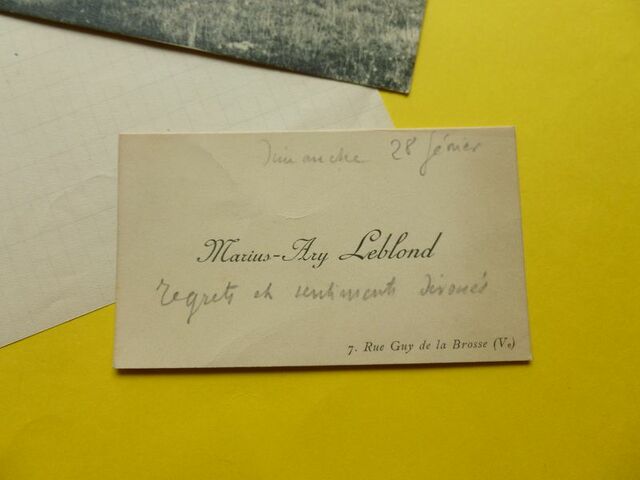 Dimanche 28 février
Marius-Ary Leblond
regrets et sentiments dévoués
7. Rue Guy de la Brosse (Ve)